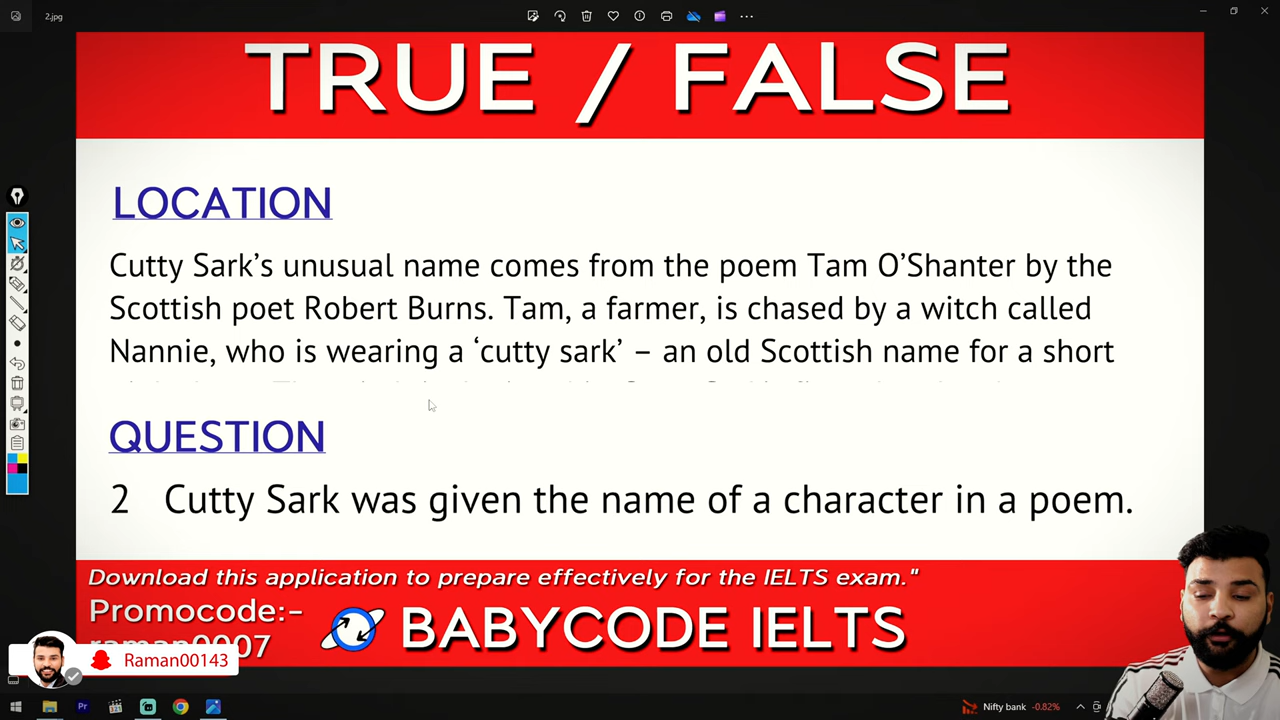 2.jpg
TRUE / FALSE
LOCATION
Cutty Sark’s unusual name comes from the poem Tam O’Shanter by the
Scottish poet Robert Burns. Tam, a farmer, is chased by a witch called
Nannie, who is wearing a ‘cutty sark’ – an old Scottish name for a short
QUESTION
2 Cutty Sark was given the name of a character in a poem.
Download this application to prepare effectively for the IELTS exam."
Promocode:-
raman0007
BABYCODE IELTS
Raman00143
Pr
Nifty bank -0.82%